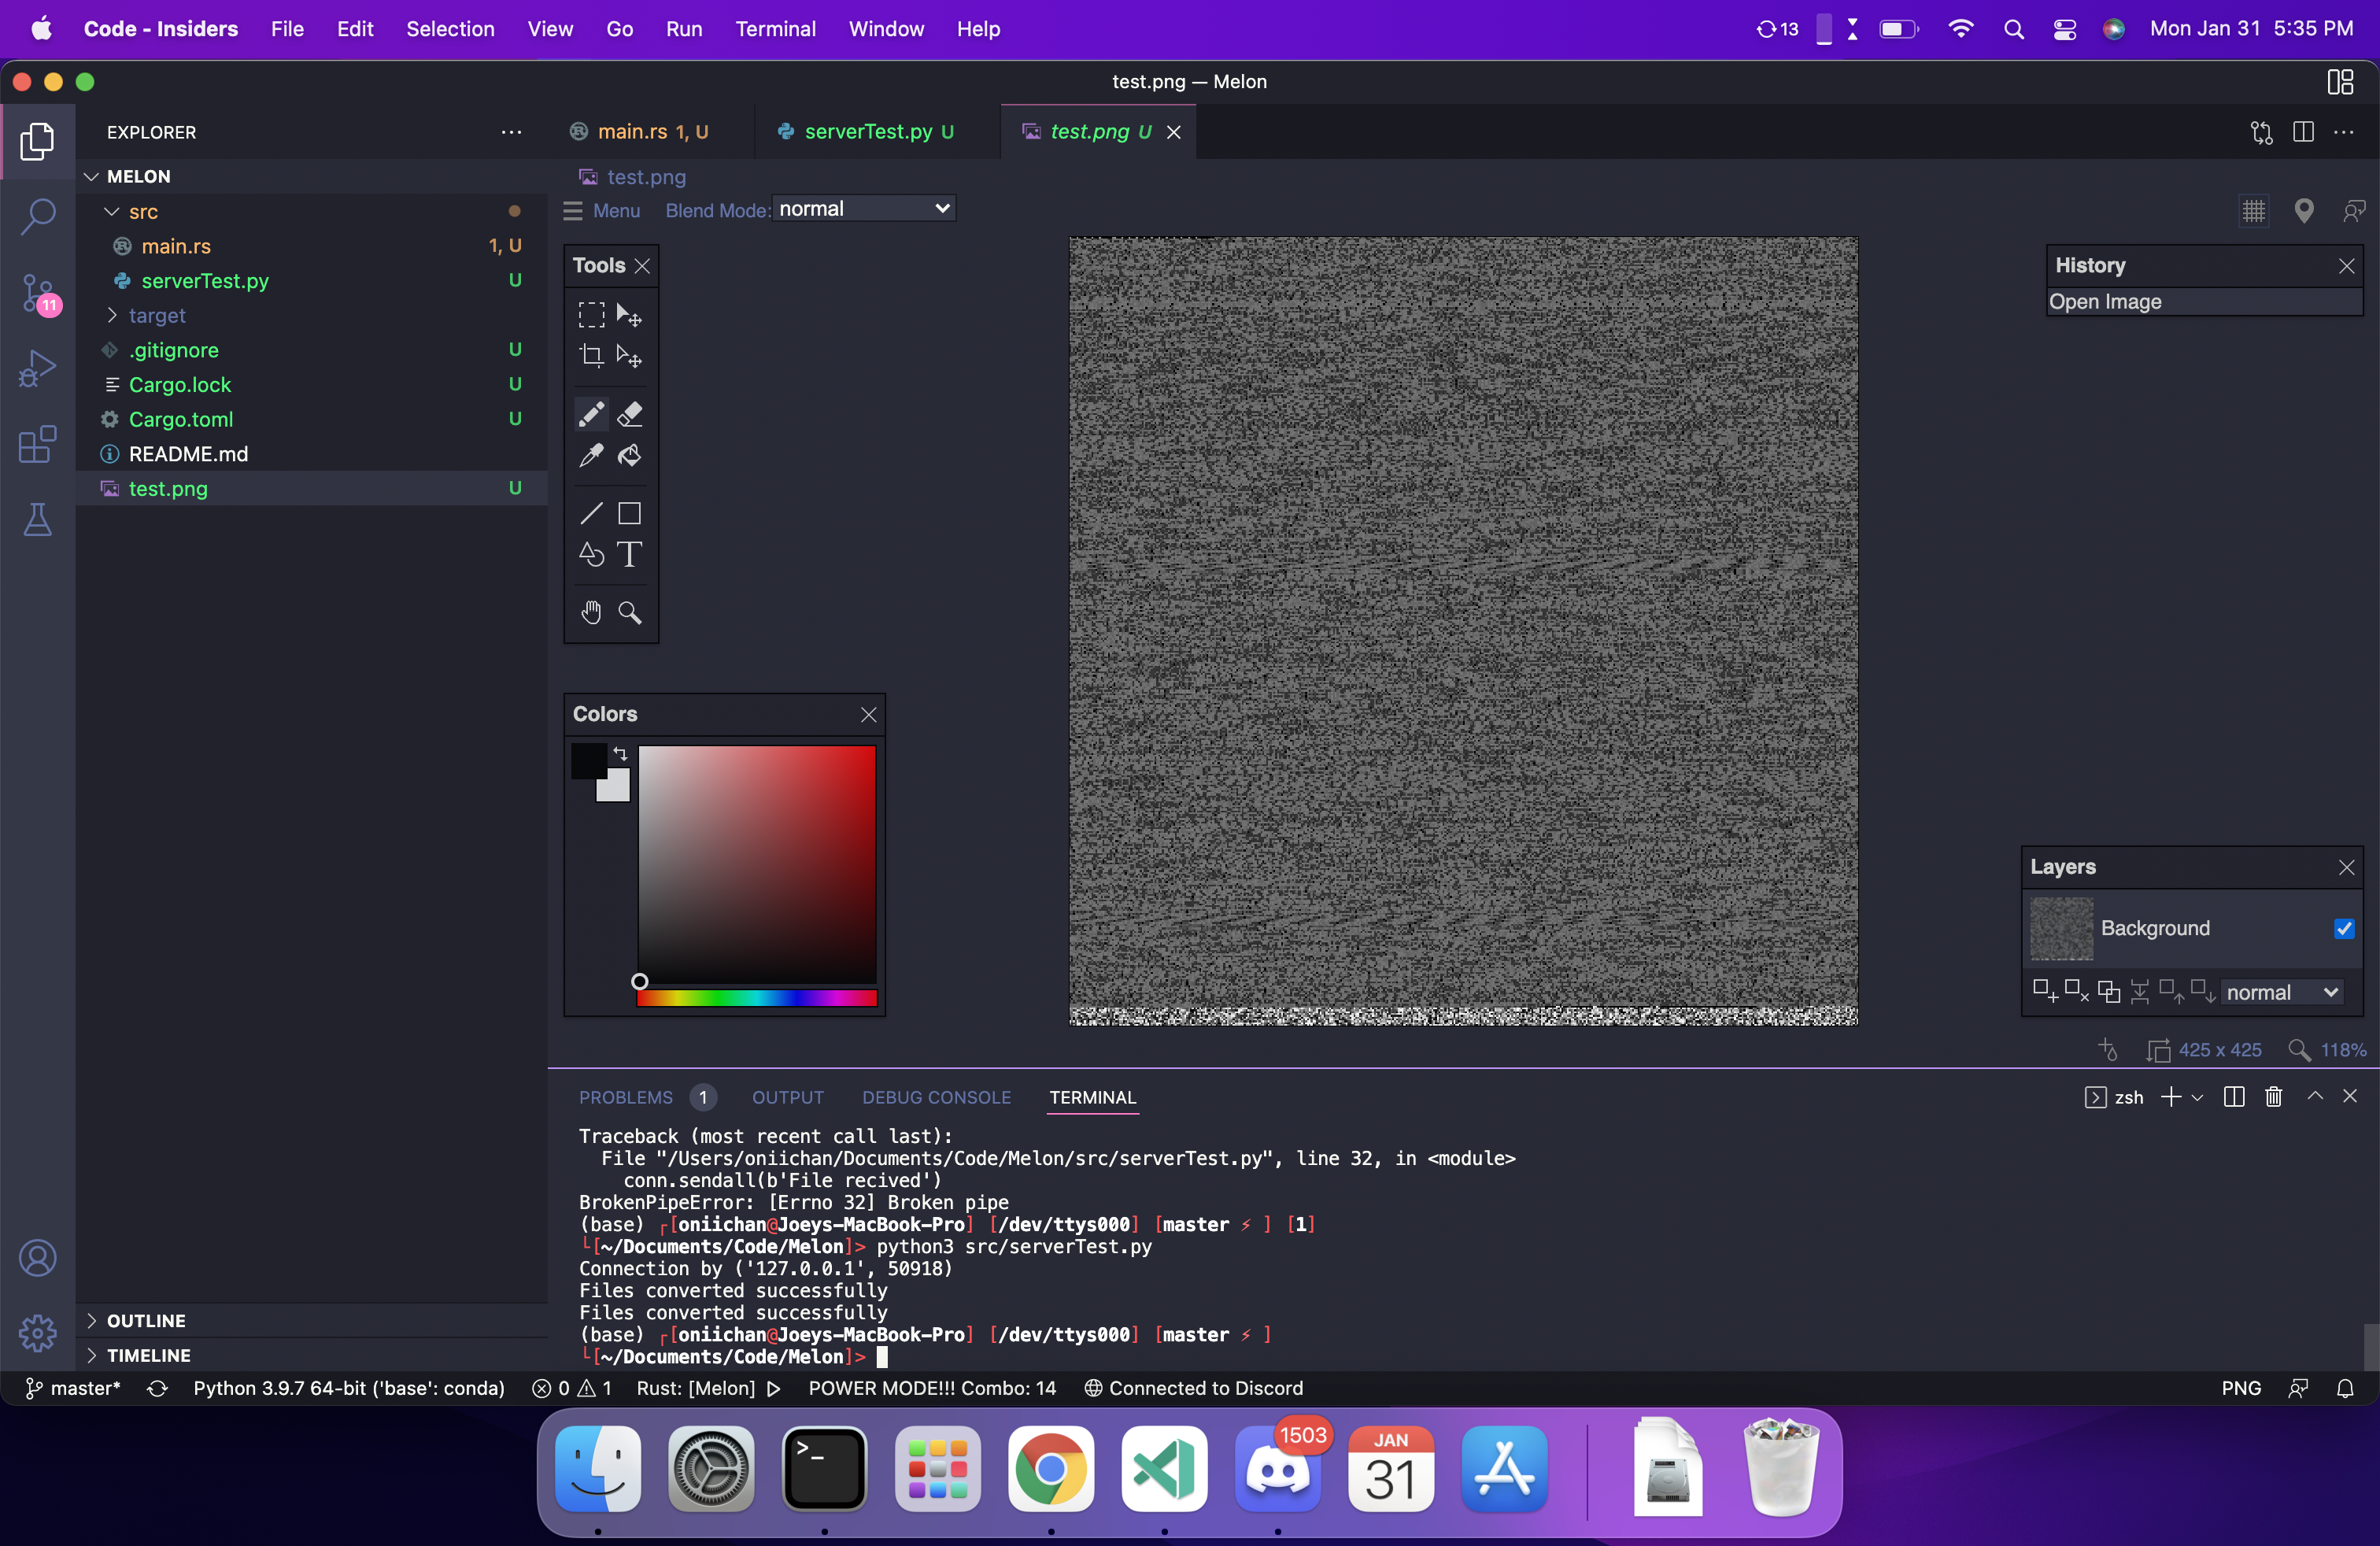 Code - Insiders File Edit Selection View Go Run Terminal Window Help 13 Mon Jan 31 5:35 PM
test.png — Melon
EXPLORER
main.rs 1, U
serverTest.py U
test.png U
MELON
src
main.rs 1, U
serverTest.py U
target
.gitignore U
Cargo.lock U
Cargo.toml U
README.md
test.png U
11
OUTLINE
TIMELINE
test.png
Menu Blend Mode: normal
Tools
T
Colors
History
Open Image
Layers
Background
normal
425 x 425 118%
PROBLEMS 1 OUTPUT DEBUG CONSOLE TERMINAL
zsh
Traceback (most recent call last):
File "/Users/oniichan/Documents/Code/Melon/src/serverTest.py", line 32, in <module>
conn.sendall(b'File recived')
BrokenPipeError: [Errno 32] Broken pipe
(base) ┌[oniichan@Joeys-MacBook-Pro] [/dev/ttys000] [master ⚡ ] [1]
└[~/Documents/Code/Melon]> python3 src/serverTest.py
Connection by ('127.0.0.1', 50918)
Files converted successfully
Files converted successfully
(base) ┌[oniichan@Joeys-MacBook-Pro] [/dev/ttys000] [master ⚡ ]
└[~/Documents/Code/Melon]>
master* Python 3.9.7 64-bit ('base': conda) 0 1 Rust: [Melon] POWER MODE!!! Combo: 14 Connected to Discord PNG
1503
JAN
31